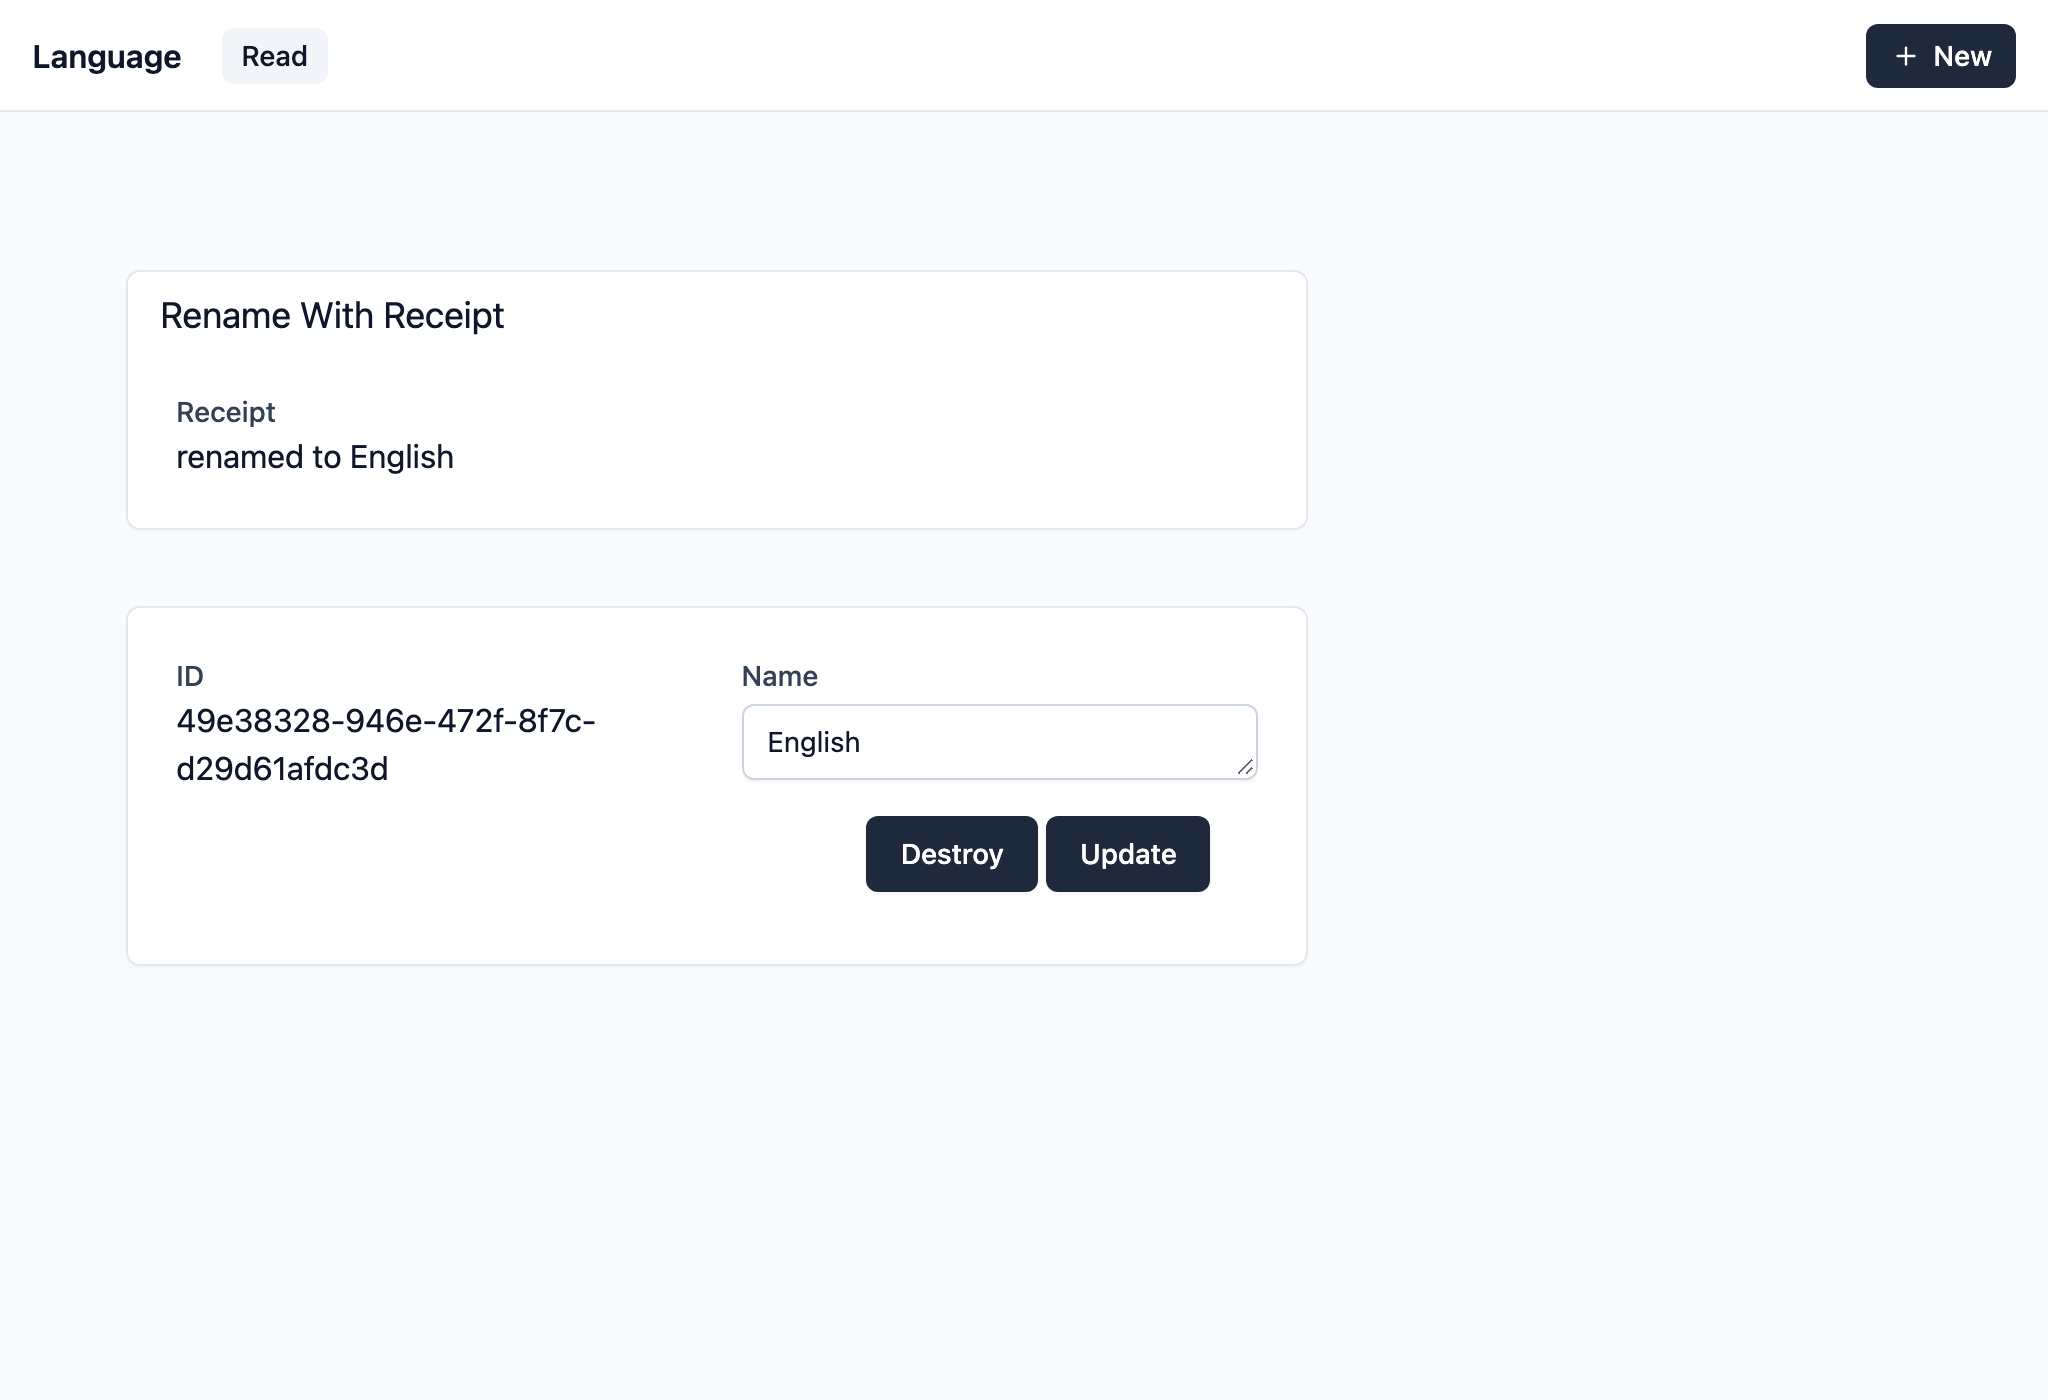 Language
Read
+ New
Rename With Receipt
Receipt
renamed to English
ID
49e38328-946e-472f-8f7c-
d29d61afdc3d
Name
English
Destroy
Update